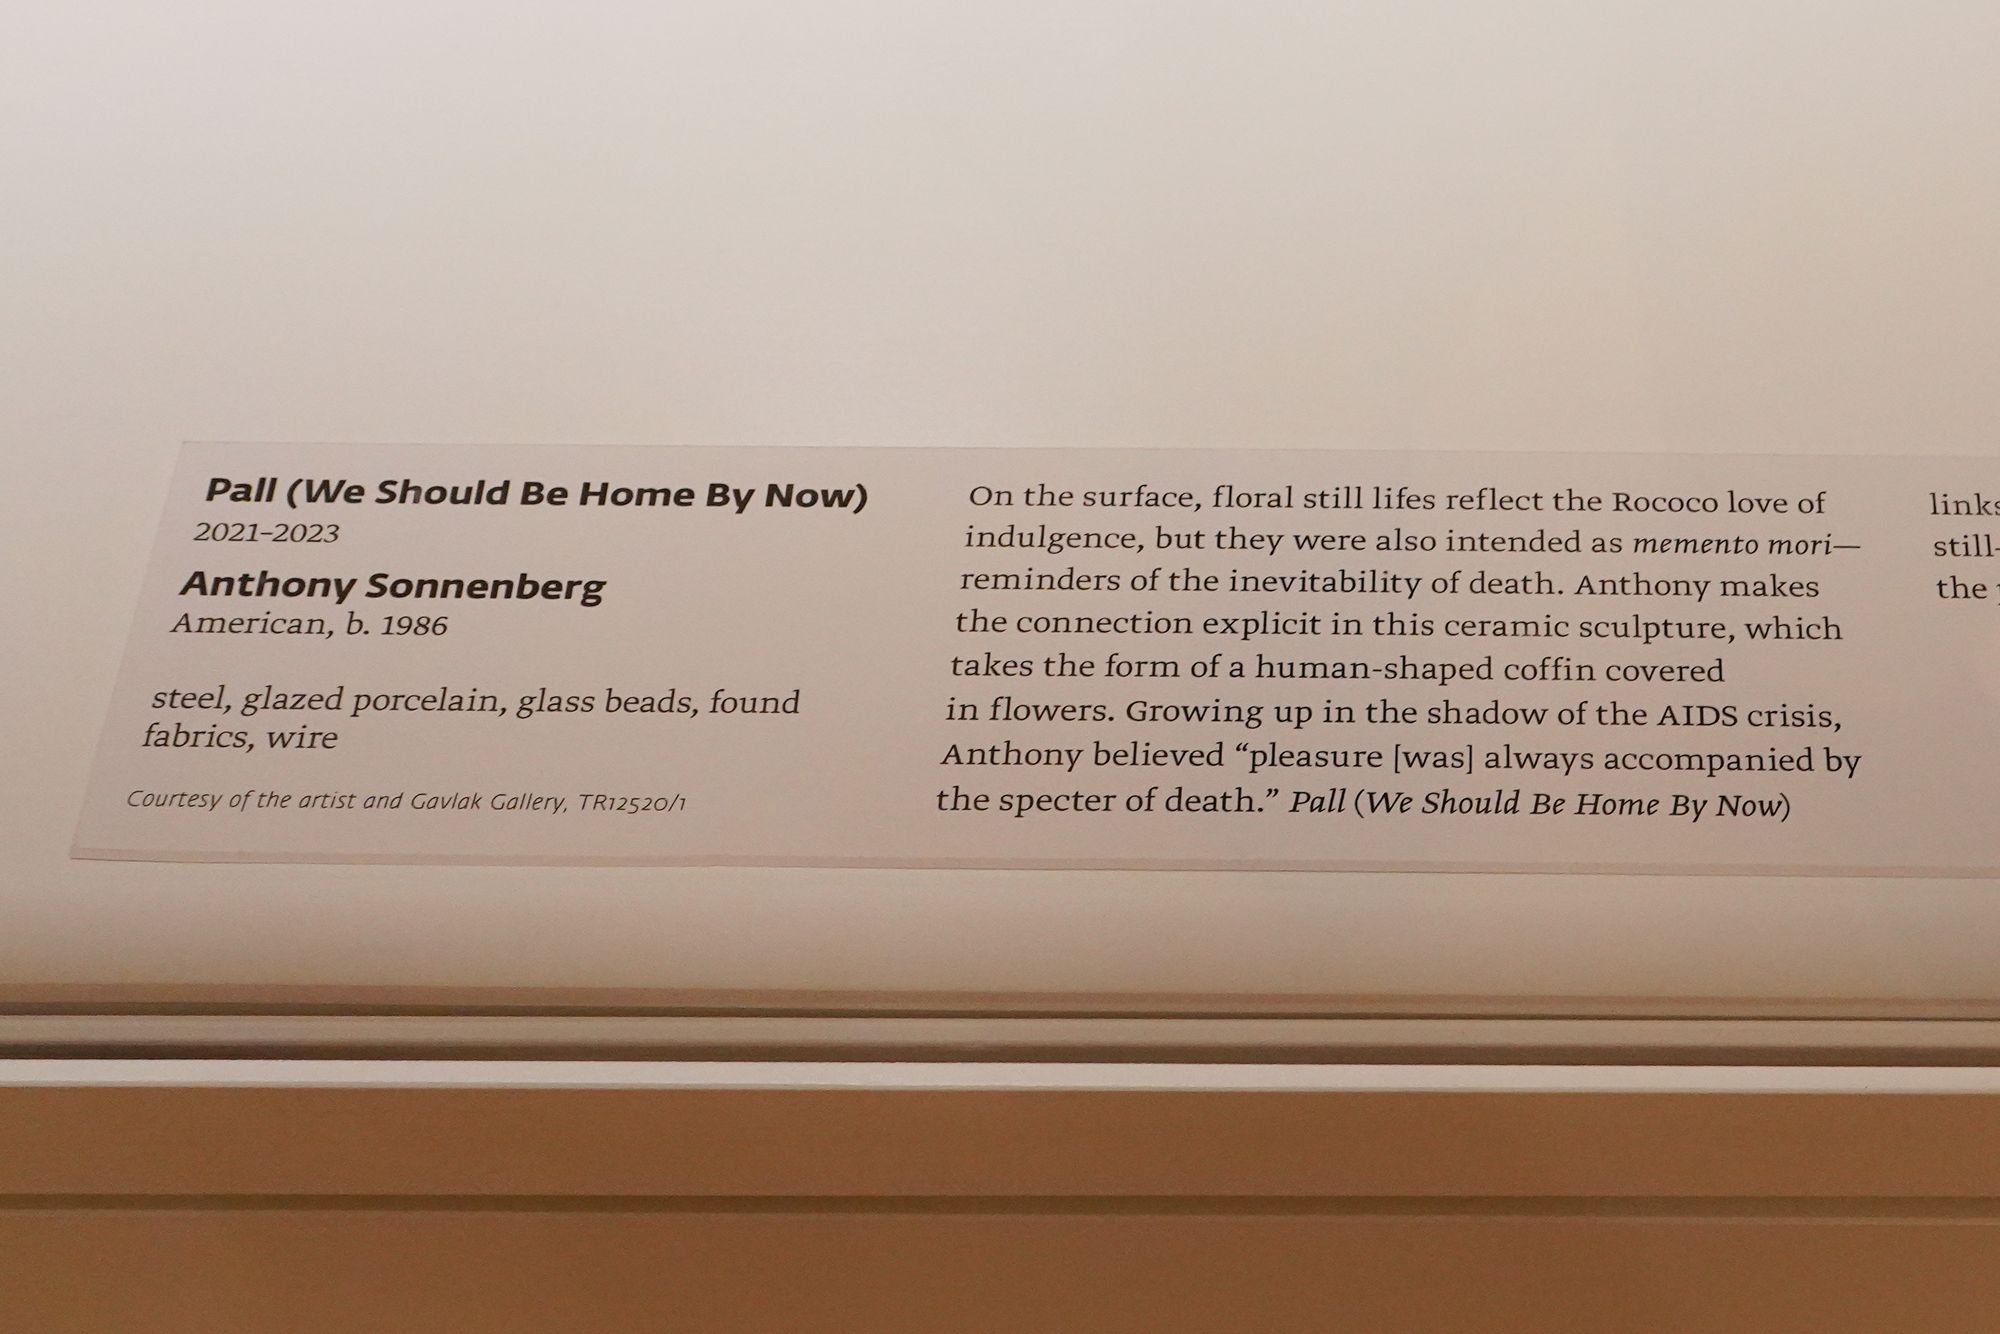 Pall (We Should Be Home By Now)
2021–2023
Anthony Sonnenberg
American, b. 1986
steel, glazed porcelain, glass beads, found
fabrics, wire
Courtesy of the artist and Gavlak Gallery, TR12520/1
On the surface, floral still lifes reflect the Rococo love of
indulgence, but they were also intended as memento mori—
reminders of the inevitability of death. Anthony makes
the connection explicit in this ceramic sculpture, which
takes the form of a human-shaped coffin covered
in flowers. Growing up in the shadow of the AIDS crisis,
Anthony believed “pleasure [was] always accompanied by
the specter of death.” Pall (We Should Be Home By Now)
links
still-
the